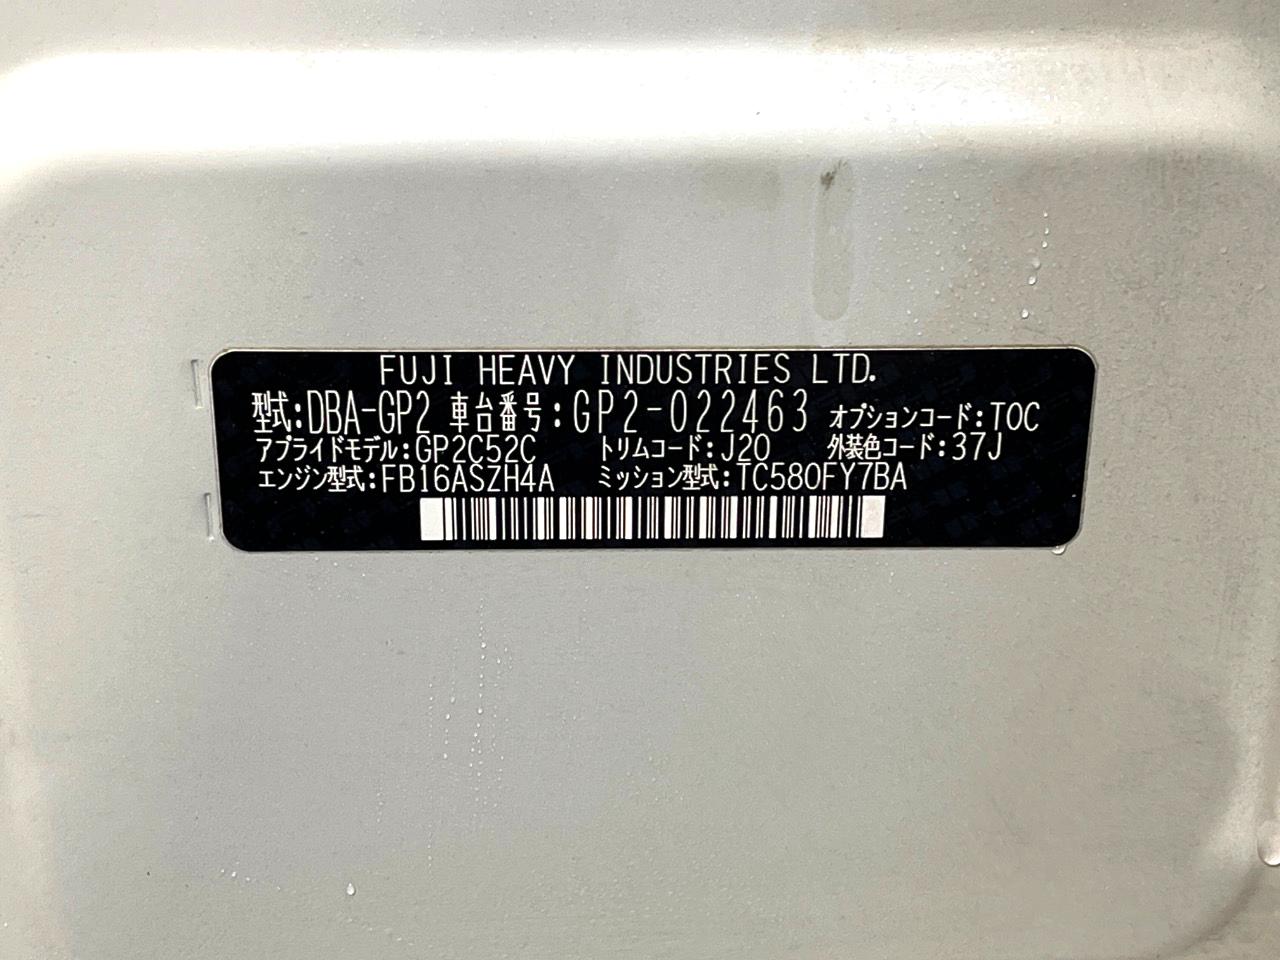 FUJI HEAVY INDUSTRIES LTD.
型式:DBA-GP2 車台番号:GP2-022463 オプションコード:TOC
アプライドモデル:GP2C52C トリムコード:J20 外装色コード:37J
エンジン型式:FB16ASZH4A ミッション型式:TC580FY7BA